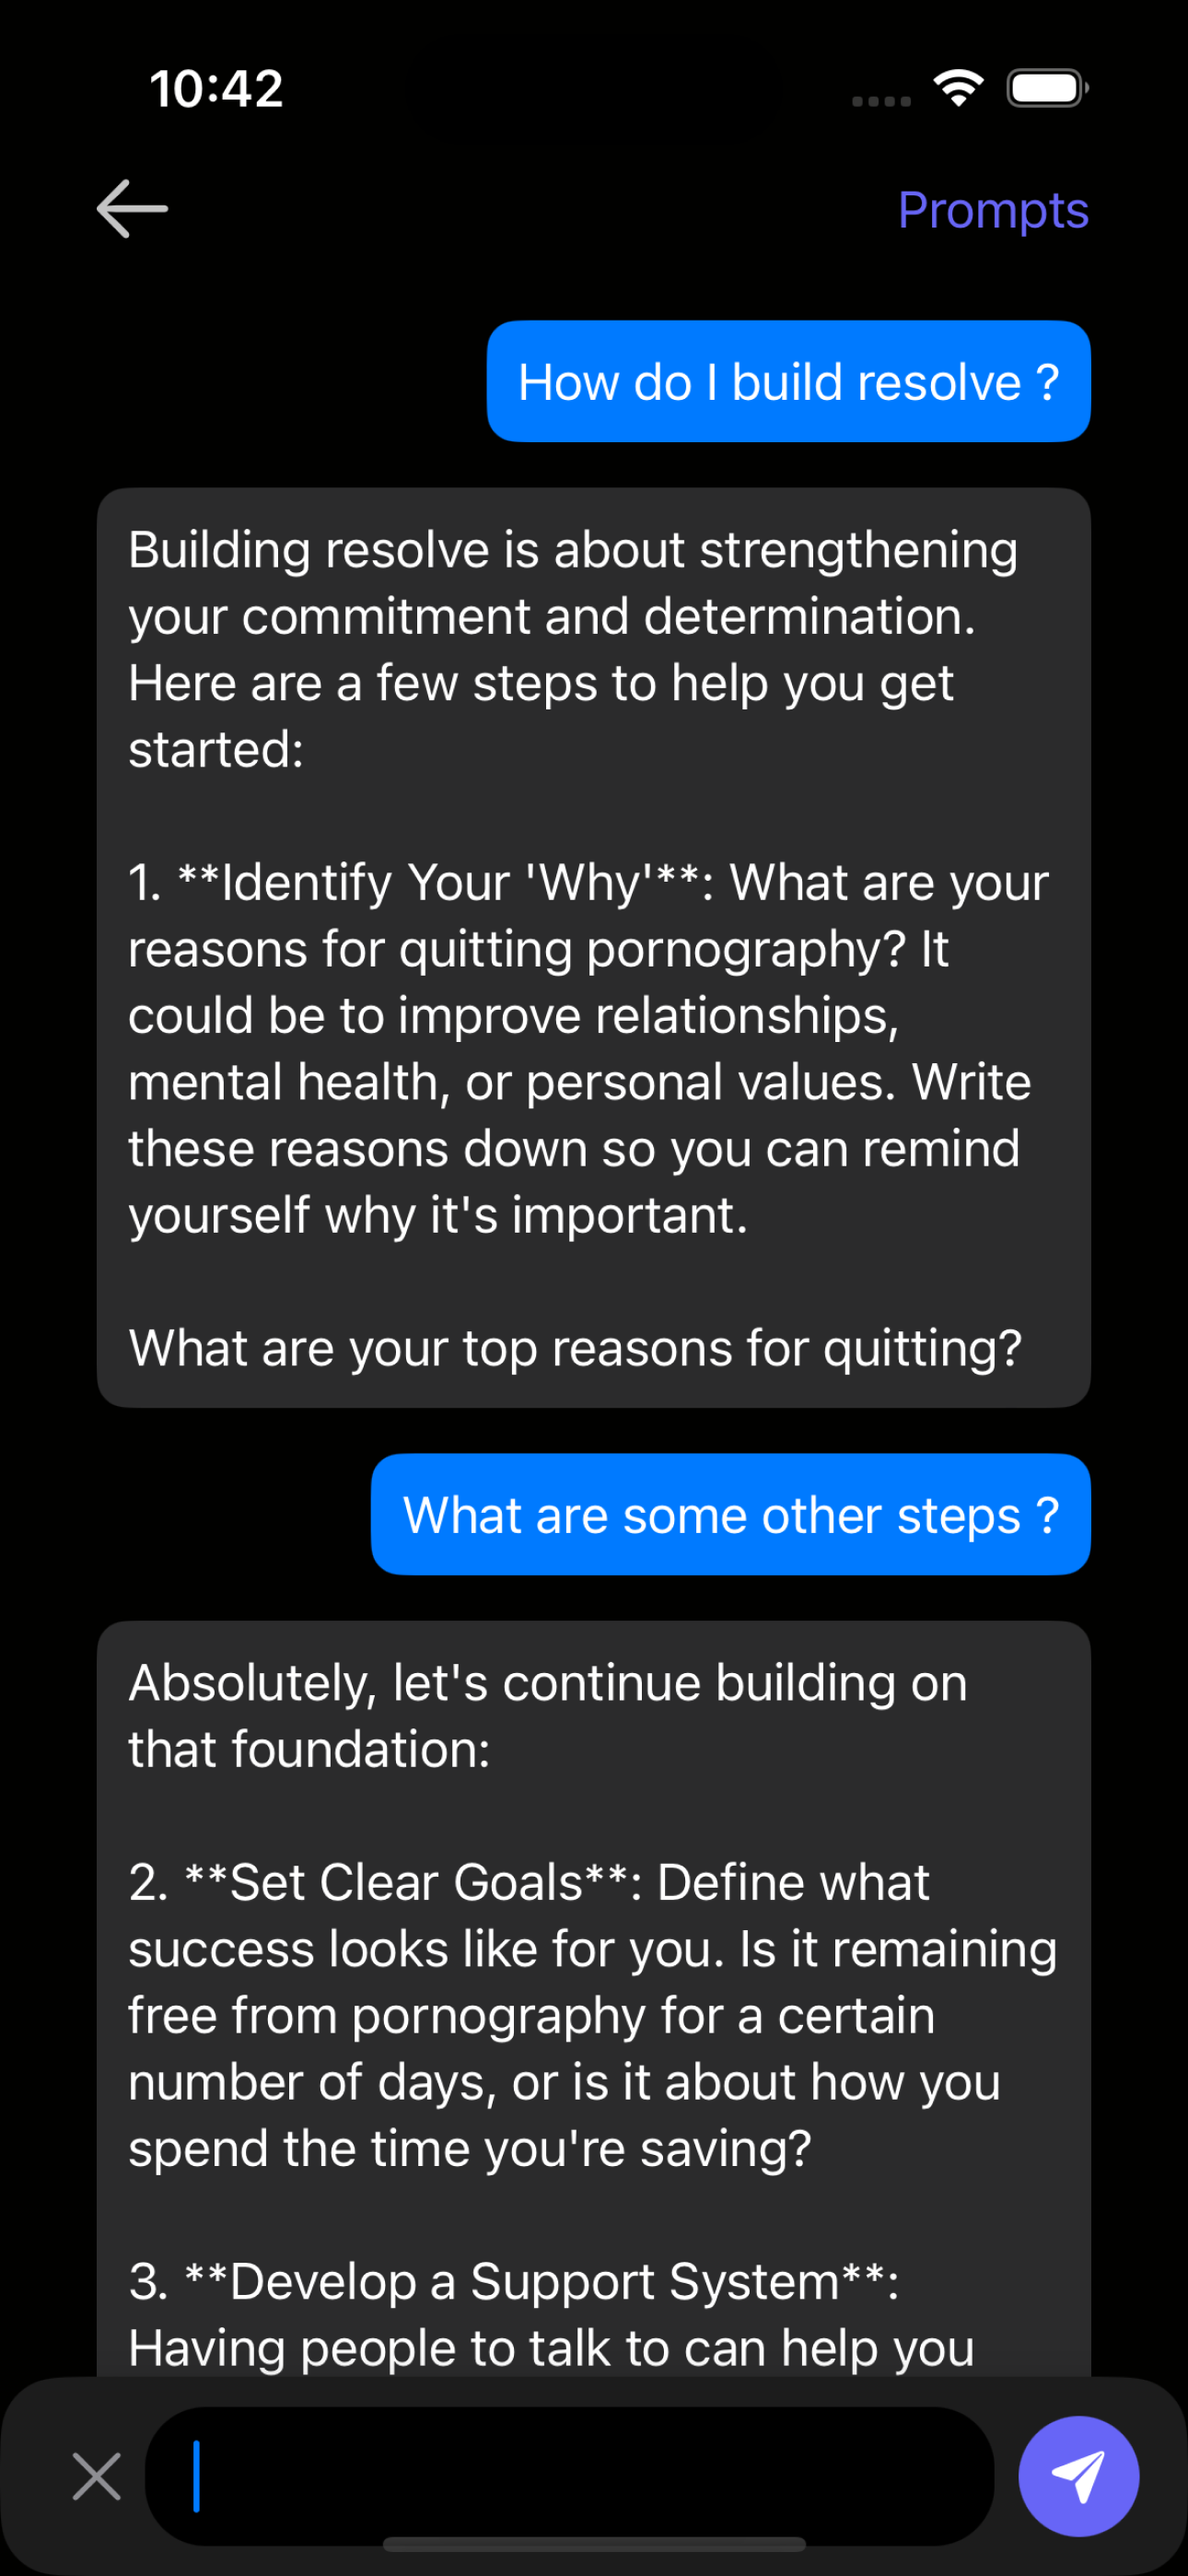 10:42
Prompts
How do I build resolve ?
Building resolve is about strengthening
your commitment and determination.
Here are a few steps to help you get
started:
1. **Identify Your 'Why'**: What are your
reasons for quitting pornography? It
could be to improve relationships,
mental health, or personal values. Write
these reasons down so you can remind
yourself why it's important.
What are your top reasons for quitting?
What are some other steps ?
Absolutely, let's continue building on
that foundation:
2. **Set Clear Goals**: Define what
success looks like for you. Is it remaining
free from pornography for a certain
number of days, or is it about how you
spend the time you're saving?
3. **Develop a Support System**:
Having people to talk to can help you